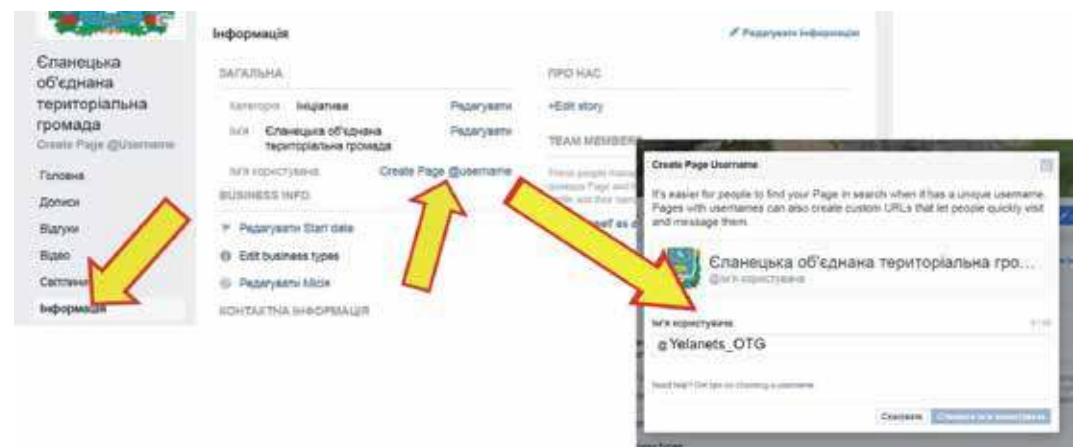 Інформація
Редагувати інформацію
Єланецька
об'єднана
територіальна
громада
Create Page @Username
Головна
Дописи
Відгуки
Відео
Світлини
Інформація
ЗАГАЛЬНА
Категорія Ініціатива Редагувати
Ім'я Єланецька об'єднана Редагувати
територіальна громада
Ім'я користувача Create Page @username
BUSINESS INFO
Редагувати Start date
Edit business types
Редагувати Місія
КОНТАКТНА ІНФОРМАЦІЯ
ПРО НАС
+Edit story
TEAM MEMBERS
These people
Create Page Username
It's easier for people to find your Page in search when it has a unique username.
Pages with usernames can also create custom URLs that let people quickly visit
and message them.
Єланецька об'єднана територіальна гро...
@ім'я користувача
Ім'я користувача
@Yelanets_OTG
Need help? Get tips on choosing a username
Скасувати